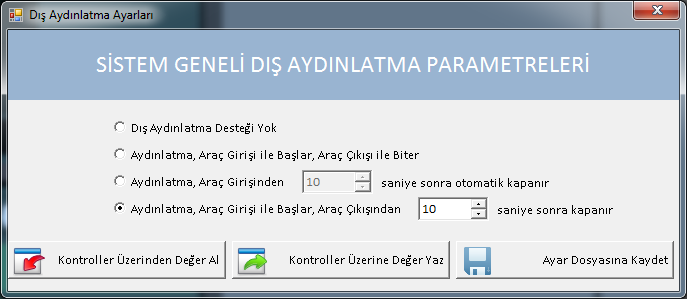 Dış Aydınlatma Ayarları
SİSTEM GENELİ DIŞ AYDINLATMA PARAMETRELERİ
Dış Aydınlatma Desteği Yok
Aydınlatma, Araç Girişi ile Başlar, Araç Çıkışı ile Biter
Aydınlatma, Araç Girişinden 10 saniye sonra otomatik kapanır
Aydınlatma, Araç Girişi ile Başlar, Araç Çıkışından 10 saniye sonra kapanır
Kontroller Üzerinden Değer Al Kontroller Üzerine Değer Yaz Ayar Dosyasına Kaydet